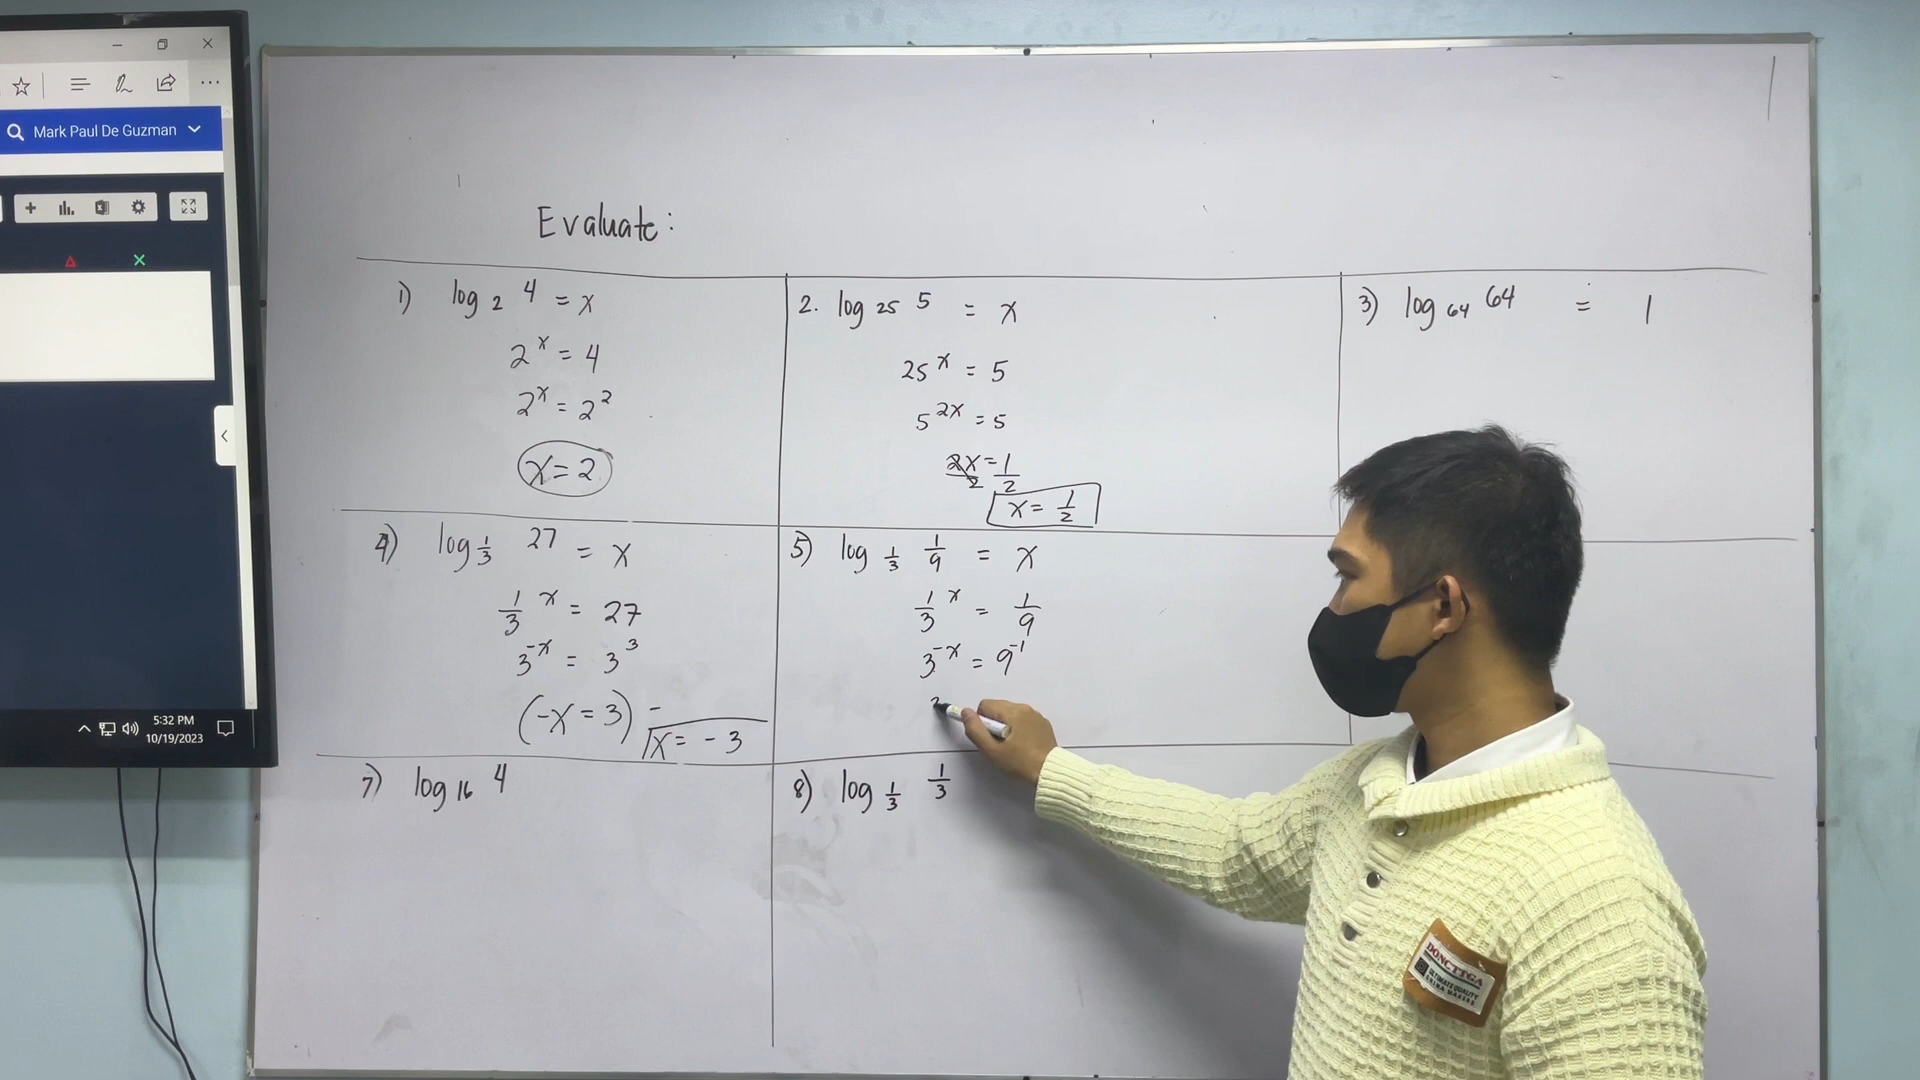 Mark Paul De Guzman
5:32 PM
10/19/2023
Evaluate:
1) log 2 4 = x
2^x = 4
2^x = 2^2
x = 2
2. log 25 5 = x
25^x = 5
5^2x = 5
2x/2 = 1/2
x = 1/2
3) log 64 64 = 1
4) log 1/3 27 = x
1/3^x = 27
3^-x = 3^3
(-x = 3) -
x = - 3
5) log 1/3 1/9 = x
1/3^x = 1/9
3^-x = 9^-1
7) log 16 4
8) log 1/3 1/3
DONCTTGA
ULTIMATE QUALITY